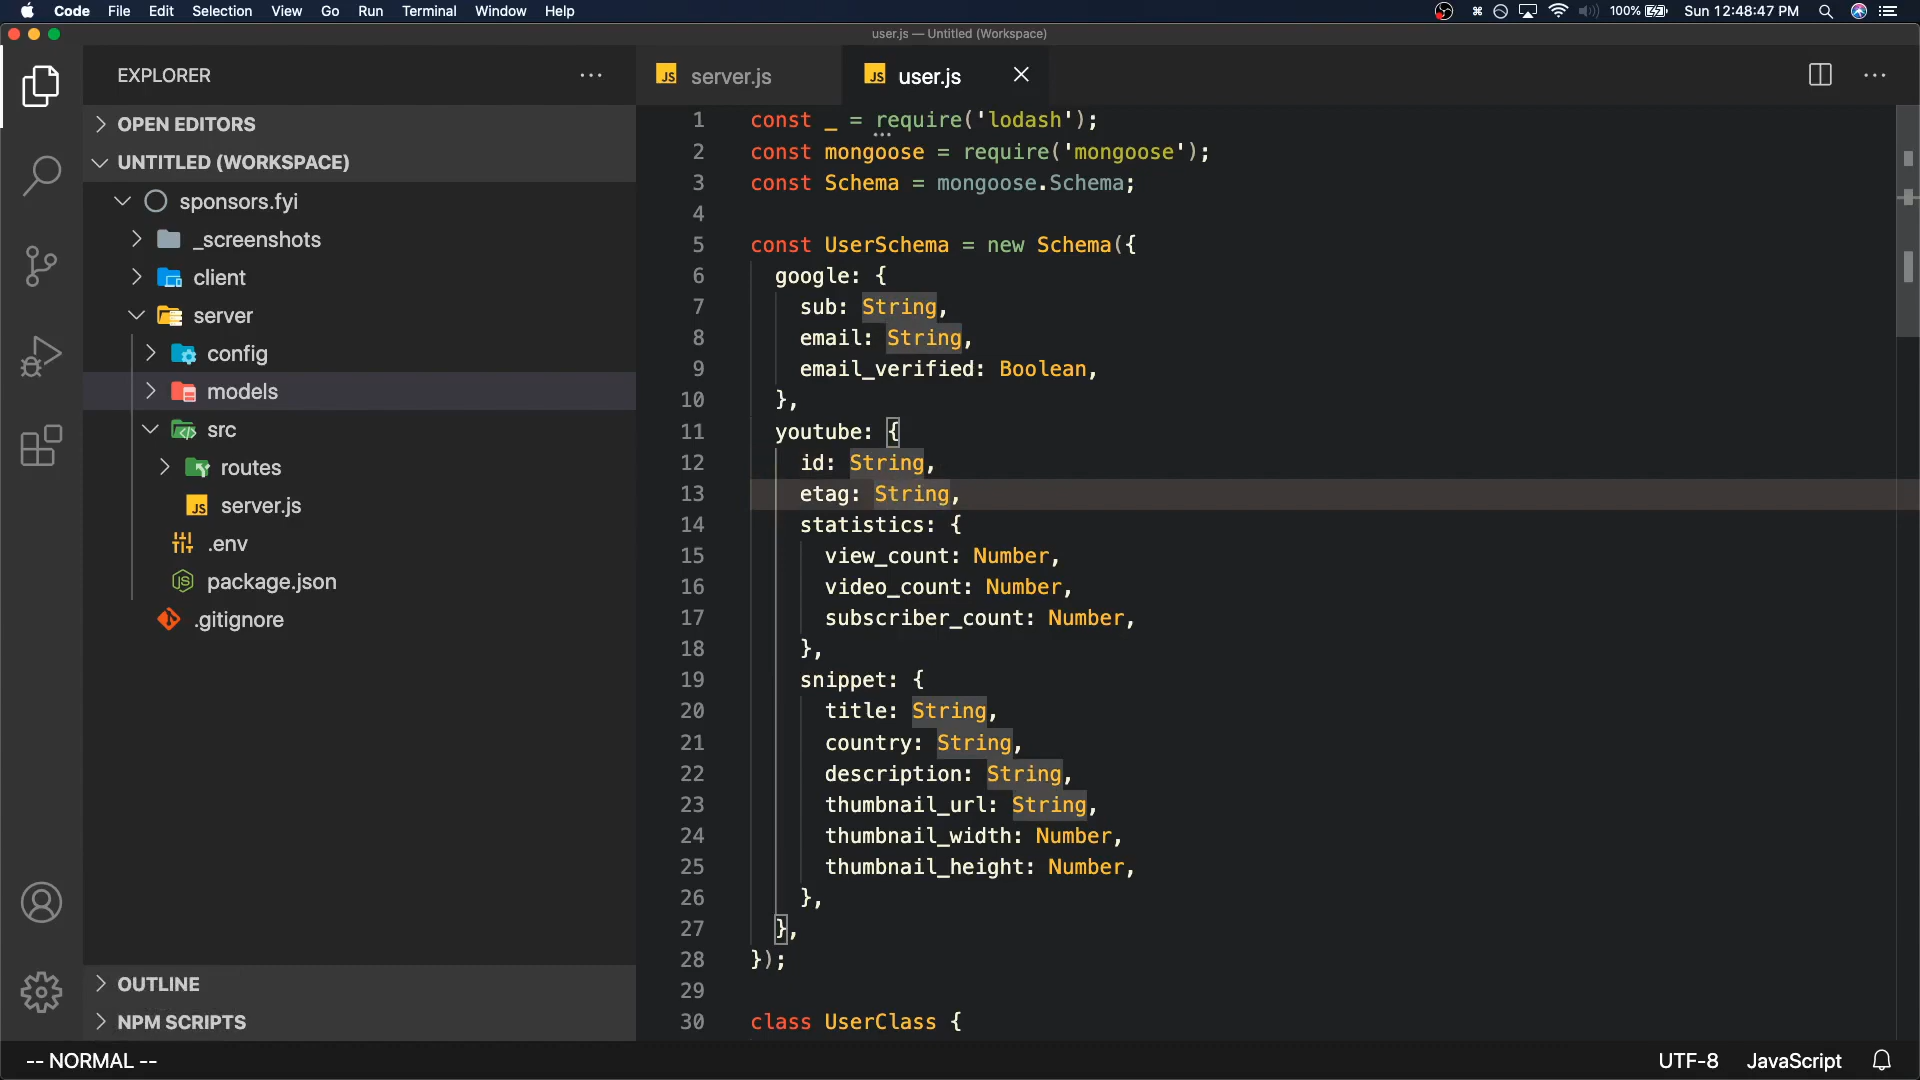 Code File Edit Selection View Go Run Terminal Window Help 100% Sun 12:48:47 PM
user.js — Untitled (Workspace)
EXPLORER
OPEN EDITORS
UNTITLED (WORKSPACE)
sponsors.fyi
_screenshots
client
server
config
models
src
routes
JS server.js
.env
package.json
.gitignore
OUTLINE
NPM SCRIPTS
JS server.js JS user.js
1 const _ = require('lodash');
2 const mongoose = require('mongoose');
3 const Schema = mongoose.Schema;
4
5 const UserSchema = new Schema({
6 google: {
7 sub: String,
8 email: String,
9 email_verified: Boolean,
10 },
11 youtube: {
12 id: String,
13 etag: String,
14 statistics: {
15 view_count: Number,
16 video_count: Number,
17 subscriber_count: Number,
18 },
19 snippet: {
20 title: String,
21 country: String,
22 description: String,
23 thumbnail_url: String,
24 thumbnail_width: Number,
25 thumbnail_height: Number,
26 },
27 },
28 });
29
30 class UserClass {
-- NORMAL -- UTF-8 JavaScript